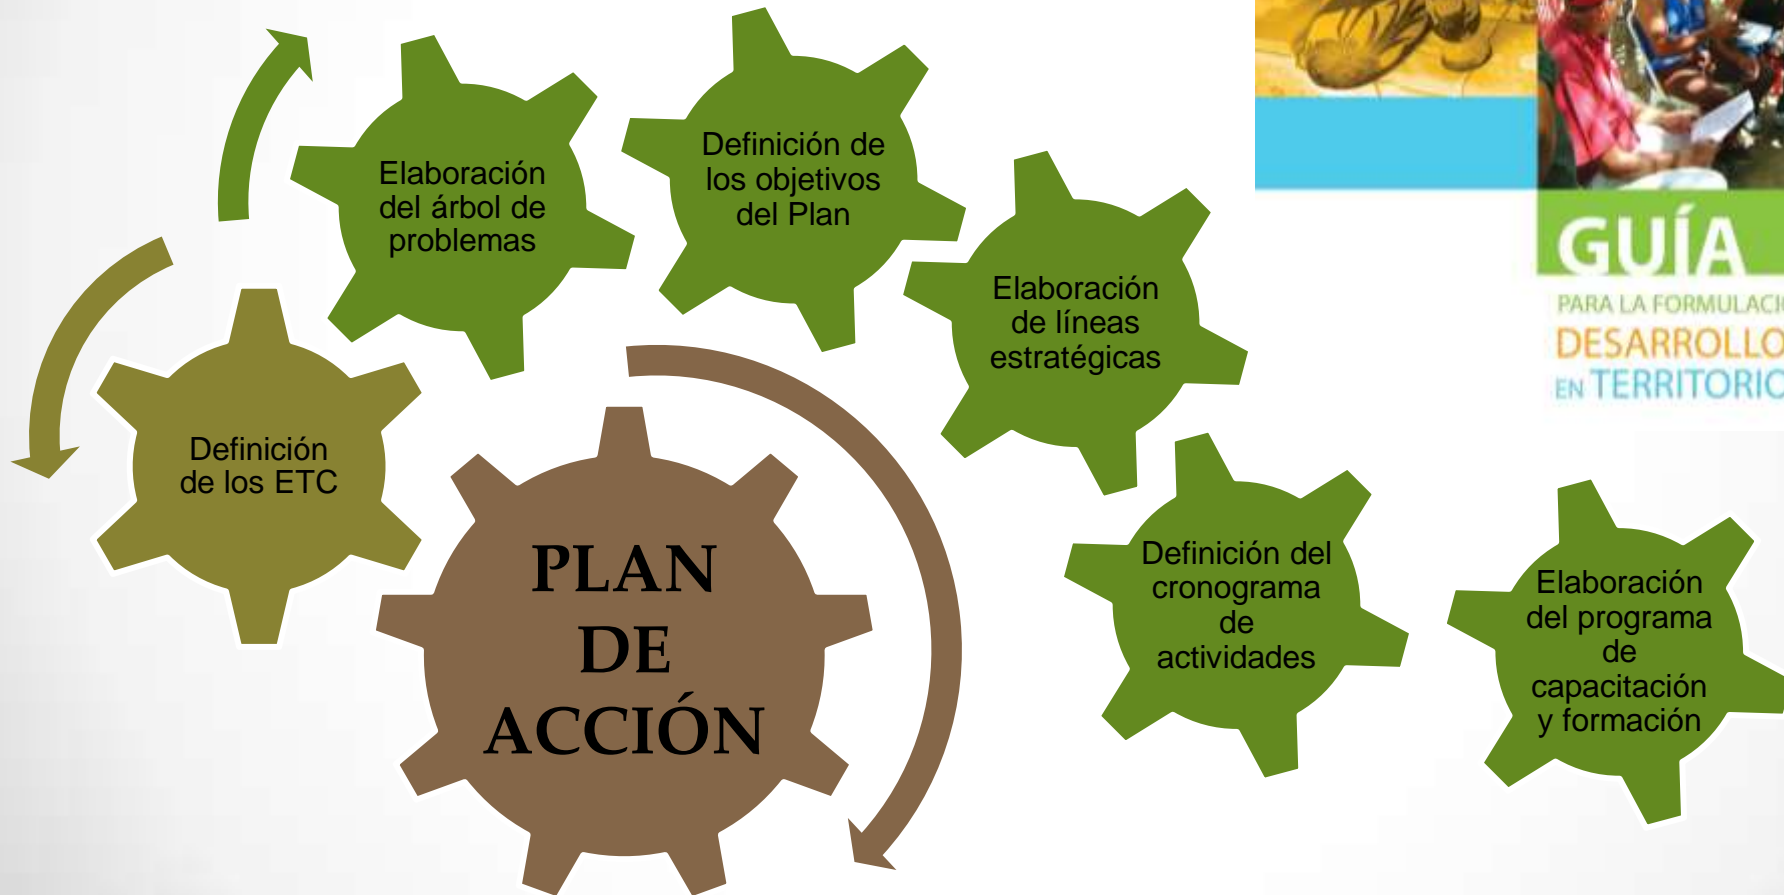 Elaboración
del árbol de
problemas
Definición de
los objetivos
del Plan
Elaboración
de líneas
estratégicas
Definición
de los ETC
PLAN
DE
ACCIÓN
Definición del
cronograma
de
actividades
Elaboración
del programa
de
capacitación
y formación
GUÍA
PARA LA FORMULACI
DESARROLLO
EN TERRITORIO